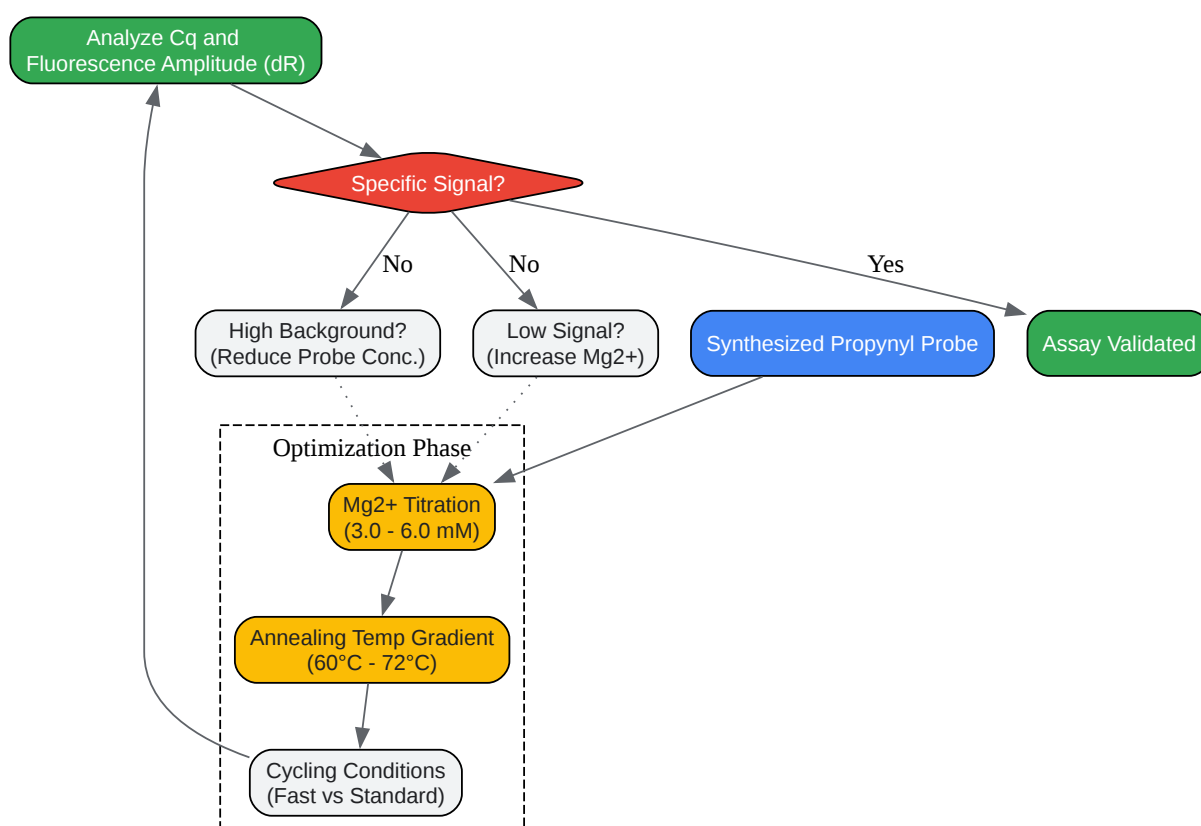 Analyze Cq and
Fluorescence Amplitude (dR)
Specific Signal?
No
No
Yes
High Background?
(Reduce Probe Conc.)
Low Signal?
(Increase Mg2+)
Synthesized Propynyl Probe
Assay Validated
Optimization Phase
Mg2+ Titration
(3.0 - 6.0 mM)
Annealing Temp Gradient
(60°C - 72°C)
Cycling Conditions
(Fast vs Standard)